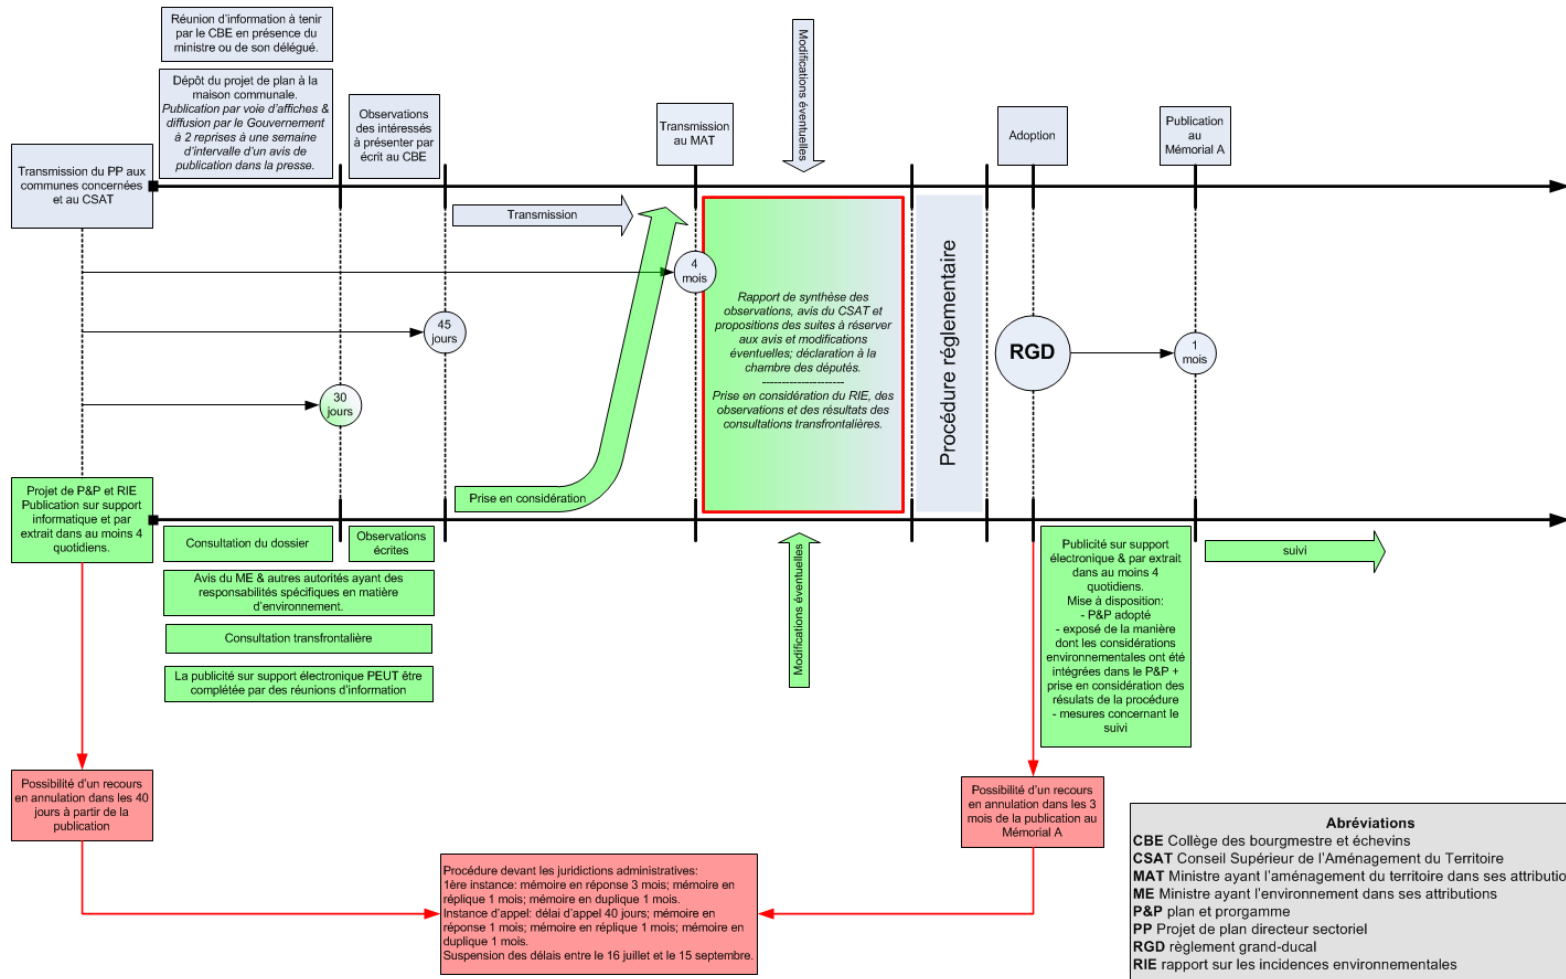 Réunion d'information à tenir
par le CBE en présence du
ministre ou de son délégué.
Dépôt du projet de plan à la
maison communale.
Publication par voie d'affiches &
diffusion par le Gouvernement
à 2 reprises à une semaine
d'intervalle d'un avis de
publication dans la presse.
Observations
des intéressés
à présenter par
écrit au CBE
Transmission
au MAT
Modifications éventuelles
Adoption
Publication
au
Mémorial A
Transmission du PP aux
communes concernées
et au CSAT
Transmission
4
mois
45
jours
30
jours
Rapport de synthèse des
observations, avis du CSAT et
propositions des suites à réserver
aux avis et modifications
éventuelles; déclaration à la
chambre des députés.
---------------------
Prise en considération du RIE, des
observations et des résultats des
consultations transfrontalières.
Procédure réglementaire
RGD
1
mois
Projet de P&P et RIE
Publication sur support
informatique et par
extrait dans au moins 4
quotidiens.
Prise en considération
Consultation du dossier
Observations
écrites
Avis du ME & autres autorités ayant des
responsabilités spécifiques en matière
d'environnement.
Consultation transfrontalière
La publicité sur support électronique PEUT être
complétée par des réunions d'information
Modifications éventuelles
Publicité sur support
électronique & par extrait
dans au moins 4
quotidiens.
Mise à disposition:
- P&P adopté
- exposé de la manière
dont les considérations
environnementales ont été
intégrées dans le P&P +
prise en considération des
résulats de la procédure
- mesures concernant le
suivi
suivi
Possibilité d'un recours
en annulation dans les 40
jours à partir de la
publication
Possibilité d'un recours
en annulation dans les 3
mois de la publication au
Mémorial A
Procédure devant les juridictions administratives:
1ère instance: mémoire en réponse 3 mois; mémoire en
réplique 1 mois; mémoire en duplique 1 mois.
Instance d'appel: délai d'appel 40 jours; mémoire en
réponse 1 mois; mémoire en réplique 1 mois; mémoire en
duplique 1 mois.
Suspension des délais entre le 16 juillet et le 15 septembre.
Abréviations
CBE Collège des bourgmestre et échevins
CSAT Conseil Supérieur de l'Aménagement du Territoire
MAT Ministre ayant l'aménagement du territoire dans ses attributio
ME Ministre ayant l'environnement dans ses attributions
P&P plan et prorgamme
PP Projet de plan directeur sectoriel
RGD règlement grand-ducal
RIE rapport sur les incidences environnementales